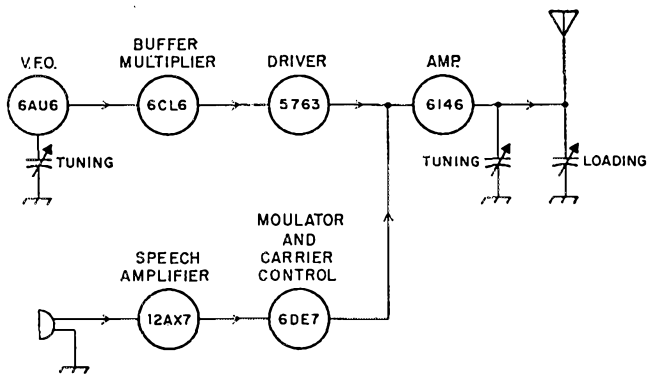 V.F.O.
BUFFER
MULTIPLIER
DRIVER
AMP.
6AU6
6CL6
5763
6146
TUNING
TUNING
LOADING
SPEECH
AMPLIFIER
MOULATOR
AND
CARRIER
CONTROL
12AX7
6DE7